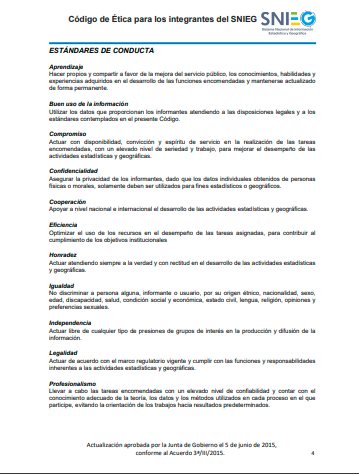 Código de Ética para los integrantes del SNIEG
SNIEG
Sistema Nacional de Información
Estadística y Geográfica
ESTÁNDARES DE CONDUCTA
Aprendizaje
Hacer propios y compartir a favor de la mejora del servicio público, los conocimientos, habilidades y
experiencias adquiridos en el desarrollo de las funciones encomendadas y mantenerse actualizado
de forma permanente.
Buen uso de la información
Utilizar los datos que proporcionan los informantes atendiendo a las disposiciones legales y a los
estándares contemplados en el presente Código.
Compromiso
Actuar con disponibilidad, convicción y espíritu de servicio en la realización de las tareas
encomendadas, con un elevado nivel de seriedad y trabajo, para mejorar el desempeño de las
actividades estadísticas y geográficas.
Confidencialidad
Asegurar la privacidad de los informantes, dado que los datos individuales obtenidos de personas
físicas o morales, solamente deben ser utilizados para fines estadísticos o geográficos.
Cooperación
Apoyar a nivel nacional e internacional el desarrollo de las actividades estadísticas y geográficas.
Eficiencia
Optimizar el uso de los recursos en el desempeño de las tareas asignadas, para contribuir al
cumplimiento de los objetivos institucionales
Honradez
Actuar atendiendo siempre a la verdad y con rectitud en el desarrollo de las actividades estadísticas
y geográficas.
Igualdad
No discriminar a persona alguna, informante o usuario, por su origen étnico, nacionalidad, sexo,
edad, discapacidad, salud, condición social y económica, estado civil, lengua, religión, opiniones y
preferencias sexuales.
Independencia
Actuar libre de cualquier tipo de presiones de grupos de interés en la producción y difusión de la
información.
Legalidad
Actuar de acuerdo con el marco regulatorio vigente y cumplir con las funciones y responsabilidades
inherentes a las actividades estadísticas y geográficas.
Profesionalismo
Llevar a cabo las tareas encomendadas con un elevado nivel de confiabilidad y contar con el
conocimiento adecuado de la teoría, los datos y los métodos utilizados en cada proceso en el que
participe, evitando la orientación de los trabajos hacia resultados predeterminados.
Actualización aprobada por la Junta de Gobierno el 5 de junio de 2015,
conforme al Acuerdo 3ª/III/2015.
4